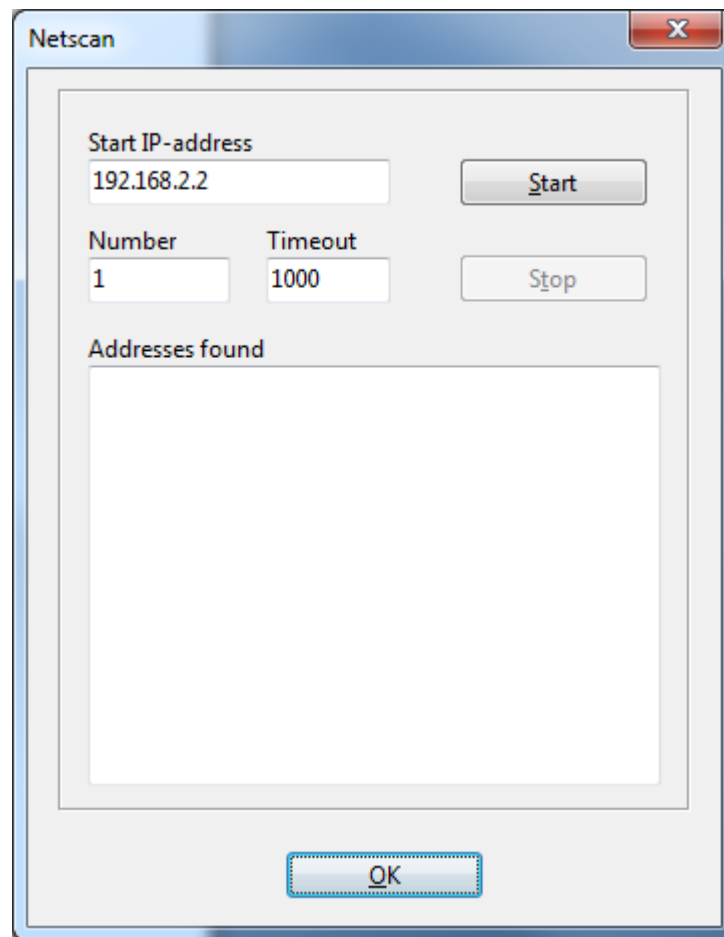 Netscan
Start IP-address
192.168.2.2
Start
Number Timeout
1 1000
Stop
Addresses found
OK